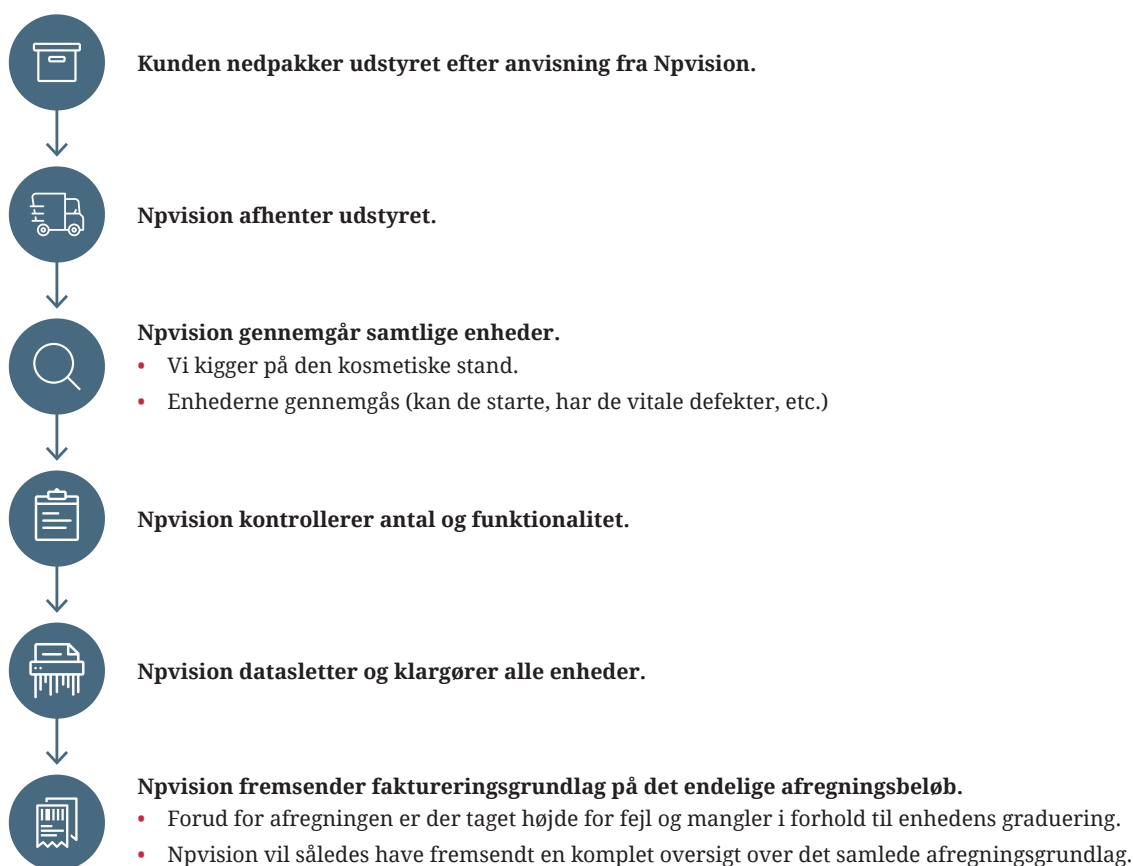 Kunden nedpakker udstyret efter anvisning fra Npvision.
Npvision afhenter udstyret.
Npvision gennemgår samtlige enheder.
• Vi kigger på den kosmetiske stand.
• Enhederne gennemgås (kan de starte, har de vitale defekter, etc.)
Npvision kontrollerer antal og funktionalitet.
Npvision datasletter og klargører alle enheder.
Npvision fremsender faktureringsgrundlag på det endelige afregningsbeløb.
• Forud for afregningen er der taget højde for fejl og mangler i forhold til enhedens graduering.
• Npvision vil således have fremsendt en komplet oversigt over det samlede afregningsgrundlag.